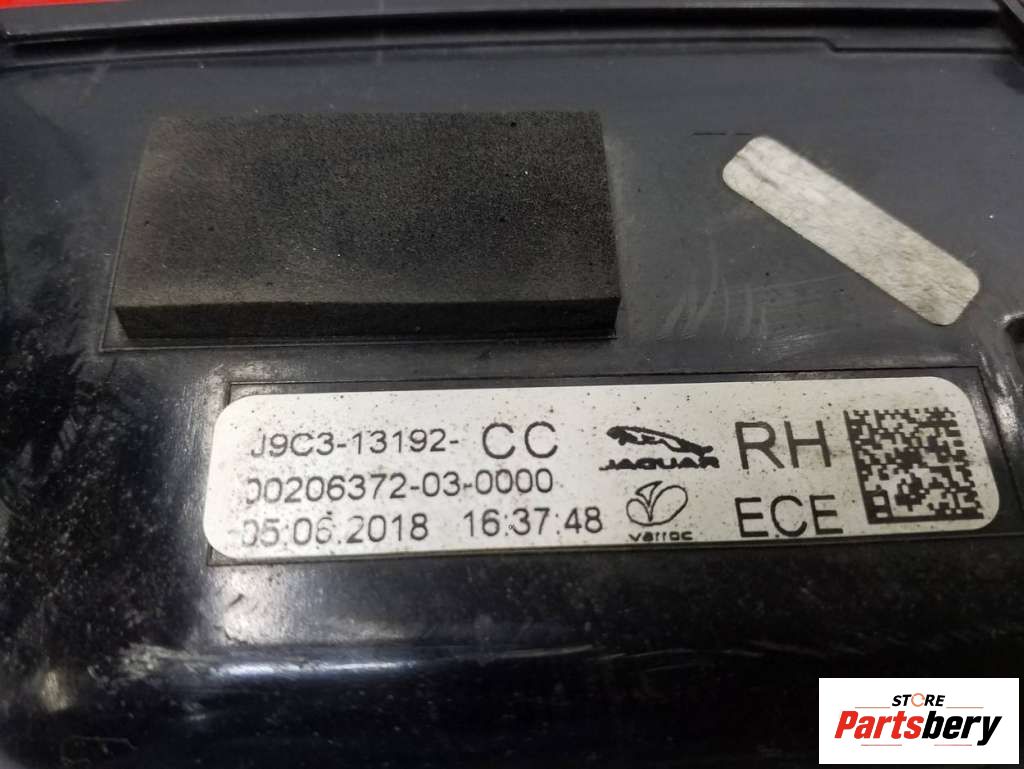 J9C3-13192- CC
JAGUAR
RH
00206372-03-0000
05.06.2018 16:37:48
varroc
ECE
STORE
Partsbery